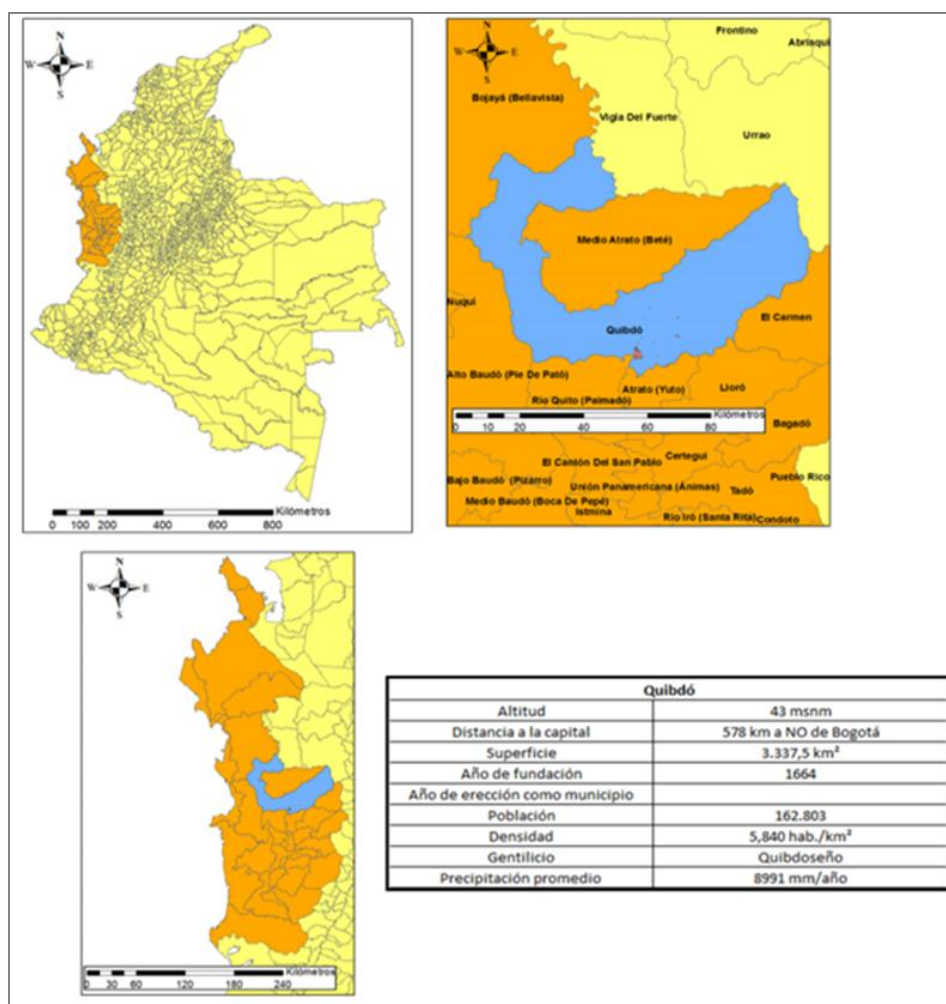 N
W E
S
Kilómetros
0 100 200 400 600 800
N
W E
S
Frontino
Abriaqui
Bojayá (Bellavista)
Vigía Del Fuerte
Urrao
Medio Atrato (Beté)
Nuquí
El Carmen
Quibdó
Alto Baudó (Pie De Pató)
Atrato (Yuto)
Lloró
Río Quito (Paimadó)
Kilómetros
0 20 40 60 80
Bagadó
El Cantón Del San Pablo
Certegui
Bajo Baudó (Pizarro)
Unión Panamericana (Ánimas)
Pueblo Rico
Medio Baudó (Boca De Pepé)
Tadó
Istmina
Río Iró (Santa Rita)
Condoto
N
W E
S
Kilómetros
0 30 60 120 180 240
Quibdó
Altitud 43 msnm
Distancia a la capital 578 km a NO de Bogotá
Superficie 3.337,5 km²
Año de fundación 1664
Año de erección como municipio
Población 162.803
Densidad 5,840 hab./km²
Gentilicio Quibdoseño
Precipitación promedio 8991 mm/año